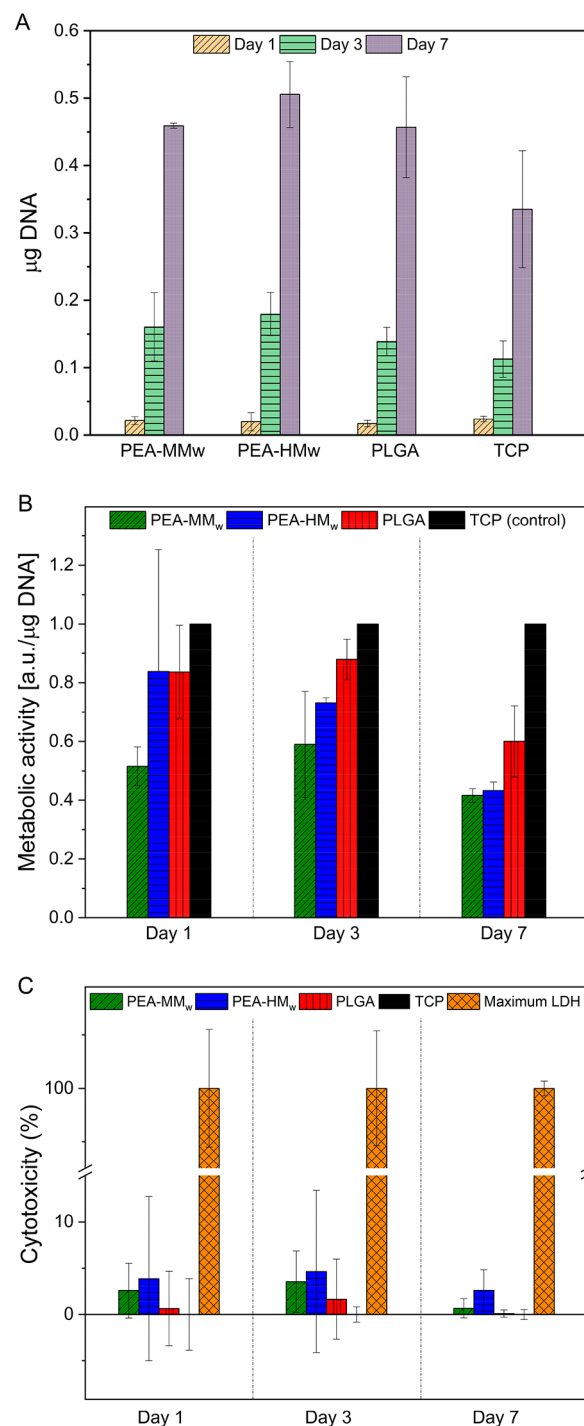 A
Day 1 Day 3 Day 7
0.6
0.5
0.4
0.3
0.2
0.1
0.0
µg DNA
PEA-MMw PEA-HMw PLGA TCP
B
PEA-MMw PEA-HMw PLGA TCP (control)
1.2
1.0
0.8
0.6
0.4
0.2
0.0
Metabolic activity [a.u./µg DNA]
Day 1 Day 3 Day 7
C
PEA-MMw PEA-HMw PLGA TCP Maximum LDH
100
10
0
Cytotoxicity (%)
Day 1 Day 3 Day 7